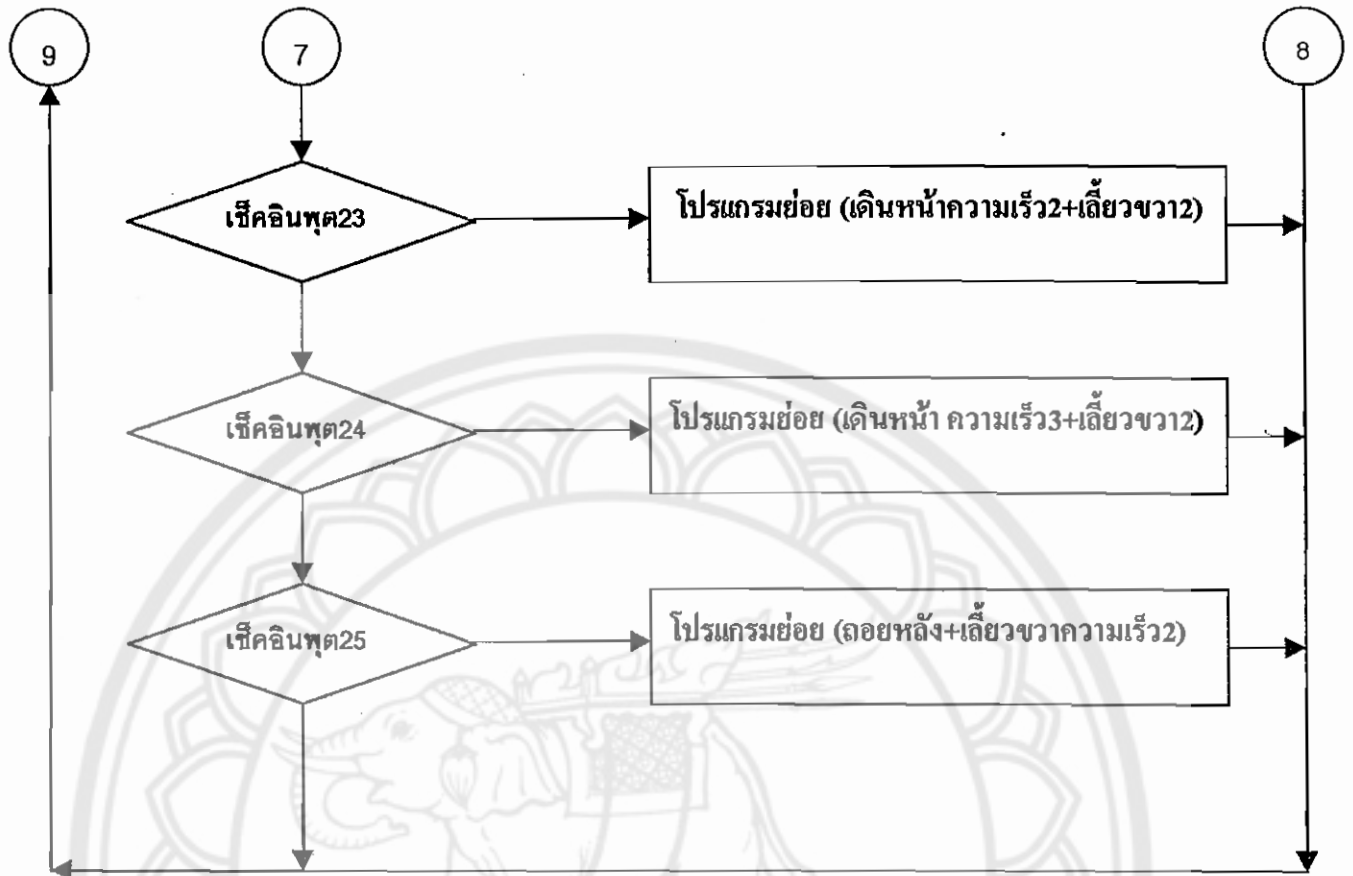 9
7
8
เช็คอินพุต23
โปรแกรมย่อย (เดินหน้าความเร็ว2+เลี้ยวขวา2)
เช็คอินพุต24
โปรแกรมย่อย (เดินหน้า ความเร็ว3+เลี้ยวขวา2)
เช็คอินพุต25
โปรแกรมย่อย (ถอยหลัง+เลี้ยวขวาความเร็ว2)